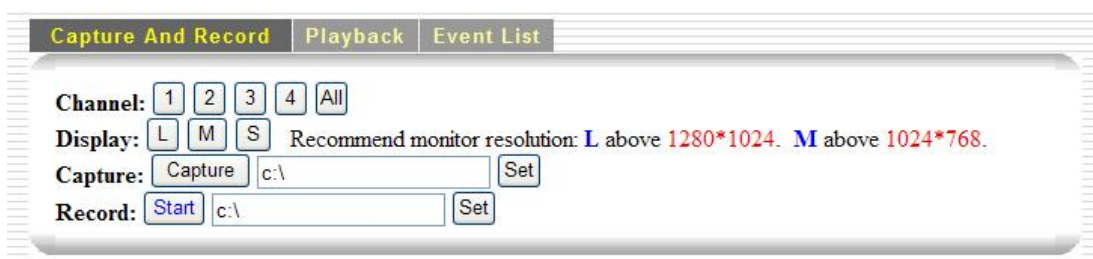 Capture And Record Playback Event List
Channel: 1 2 3 4 All
Display: L M S Recommend monitor resolution: L above 1280*1024. M above 1024*768.
Capture: Capture c:\ Set
Record: Start c:\ Set